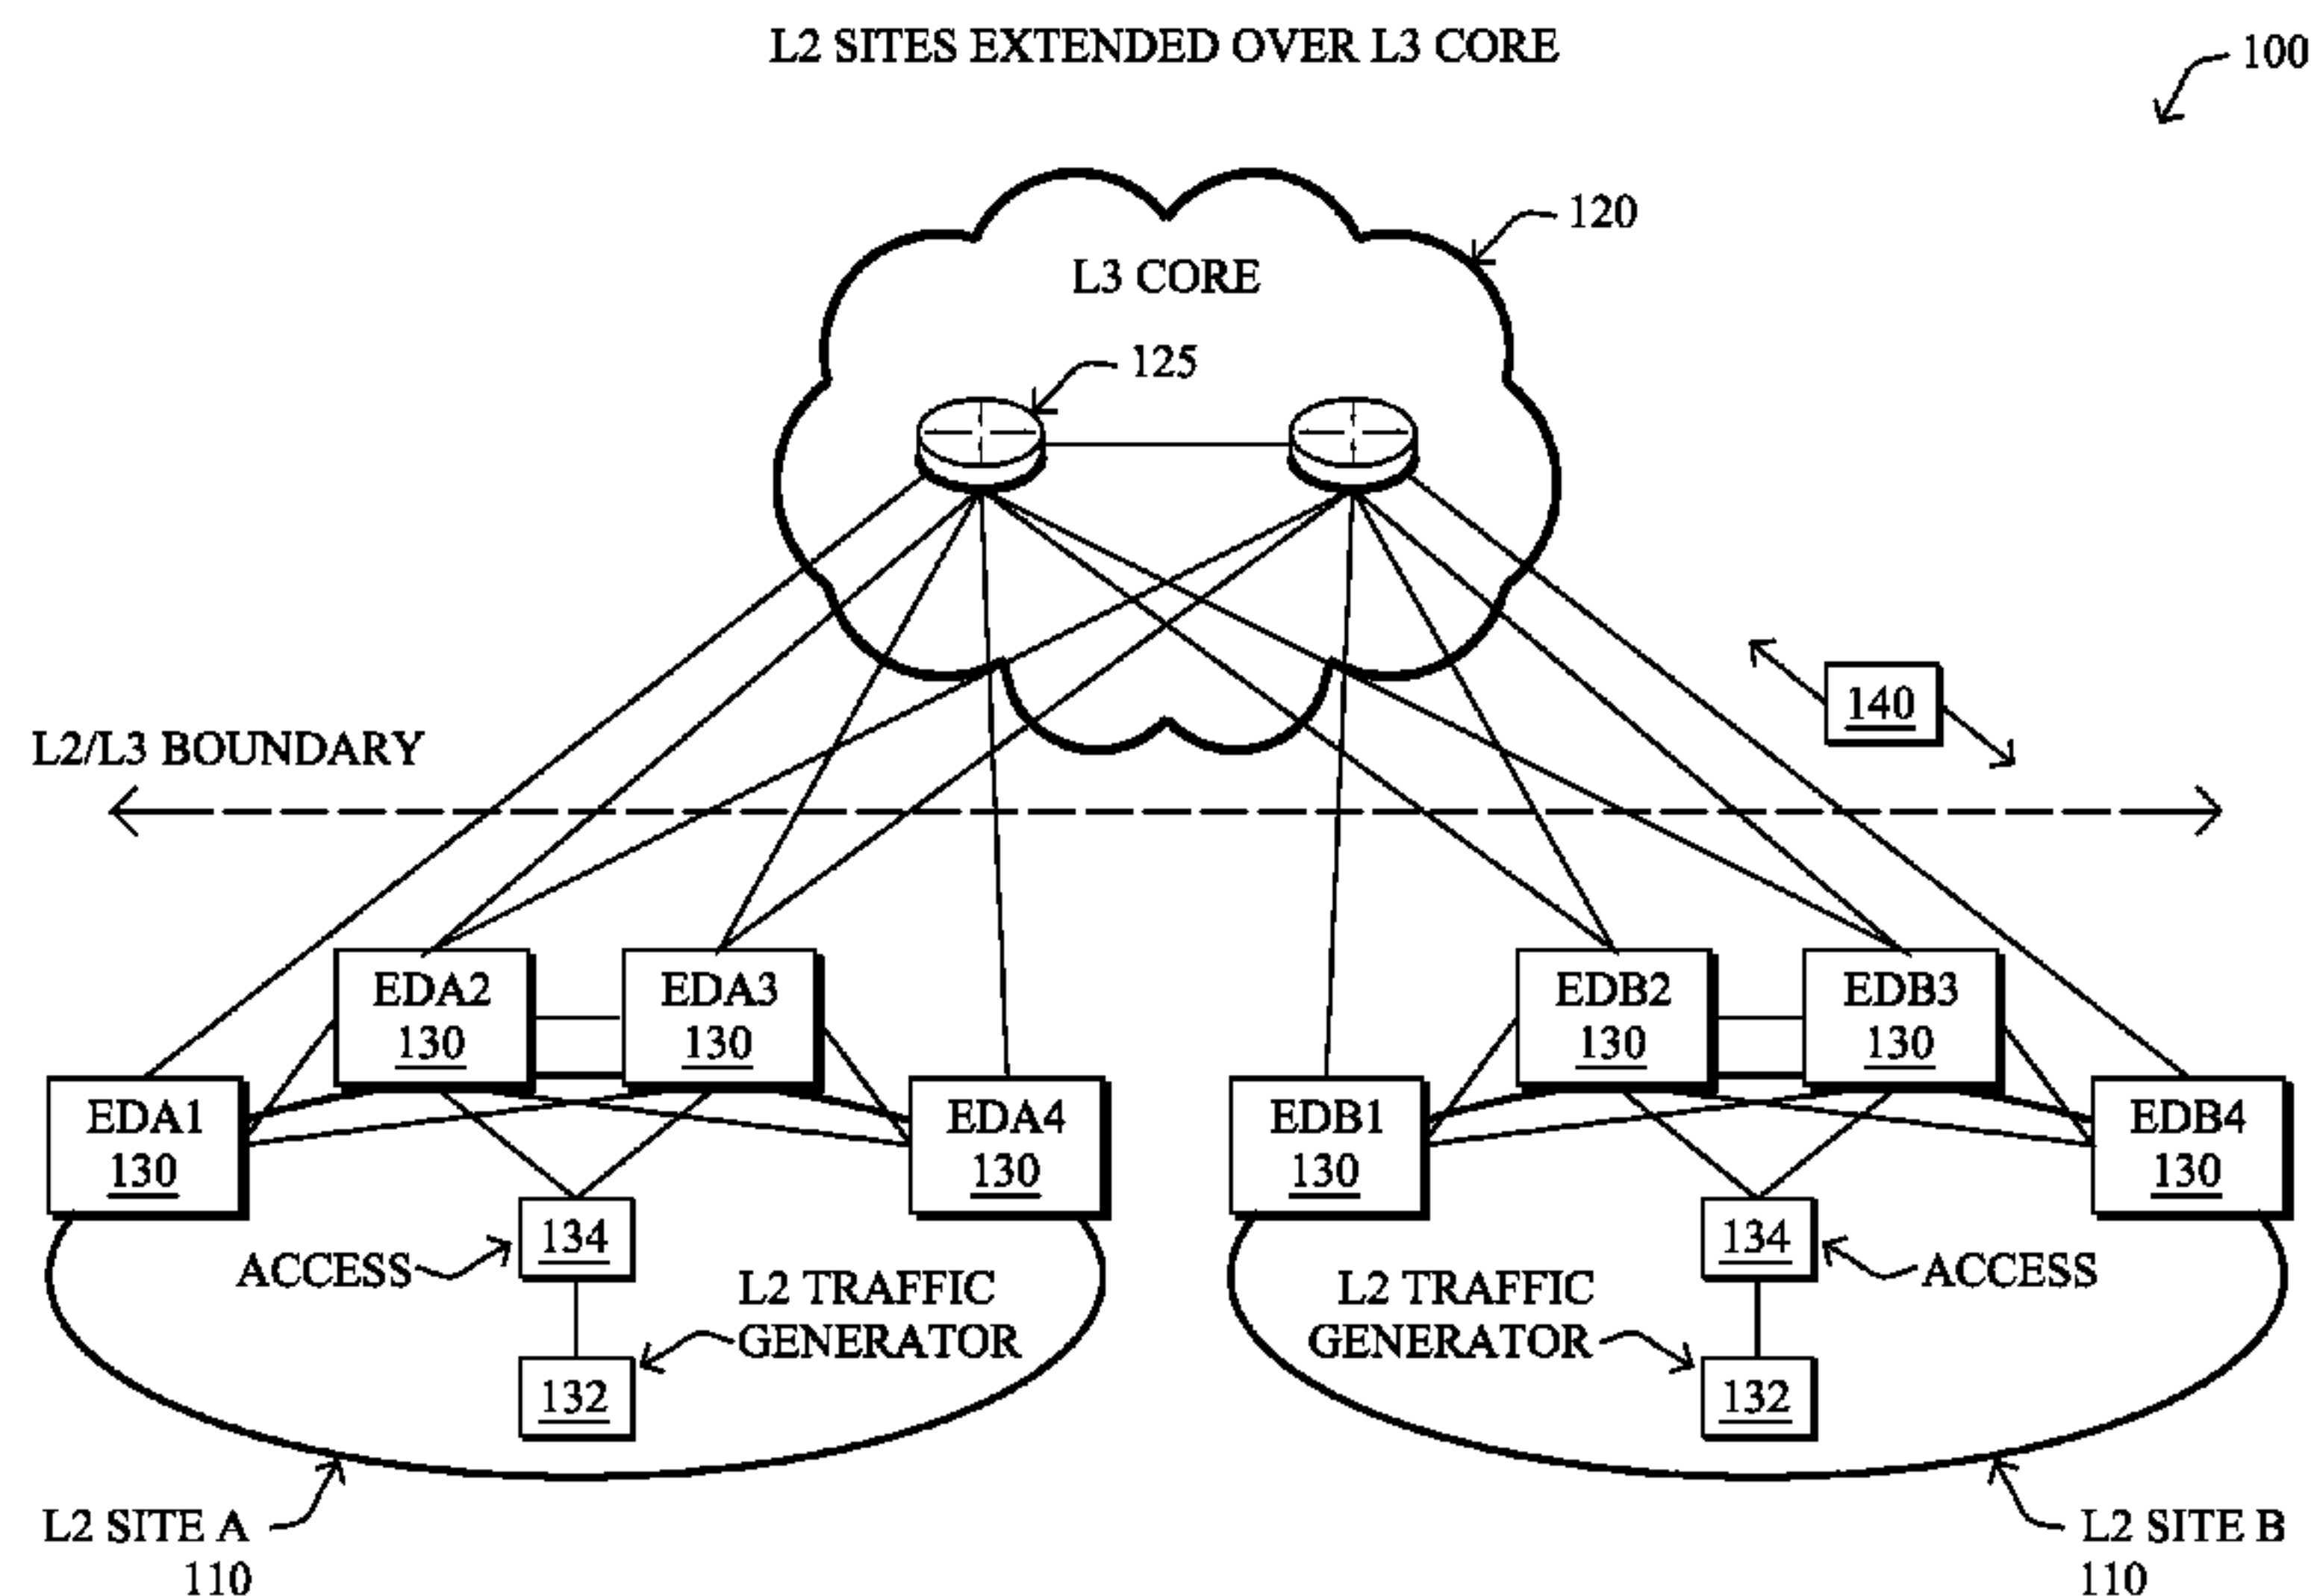 L2 SITES EXTENDED OVER L3 CORE
100
120
L3 CORE
125
140
L2/L3 BOUNDARY
EDA2
130
EDA3
130
EDB2
130
EDB3
130
EDA1
130
EDA4
130
EDB1
130
EDB4
130
134
ACCESS
L2 TRAFFIC
GENERATOR
132
134
ACCESS
L2 TRAFFIC
GENERATOR
132
L2 SITE A
110
L2 SITE B
110